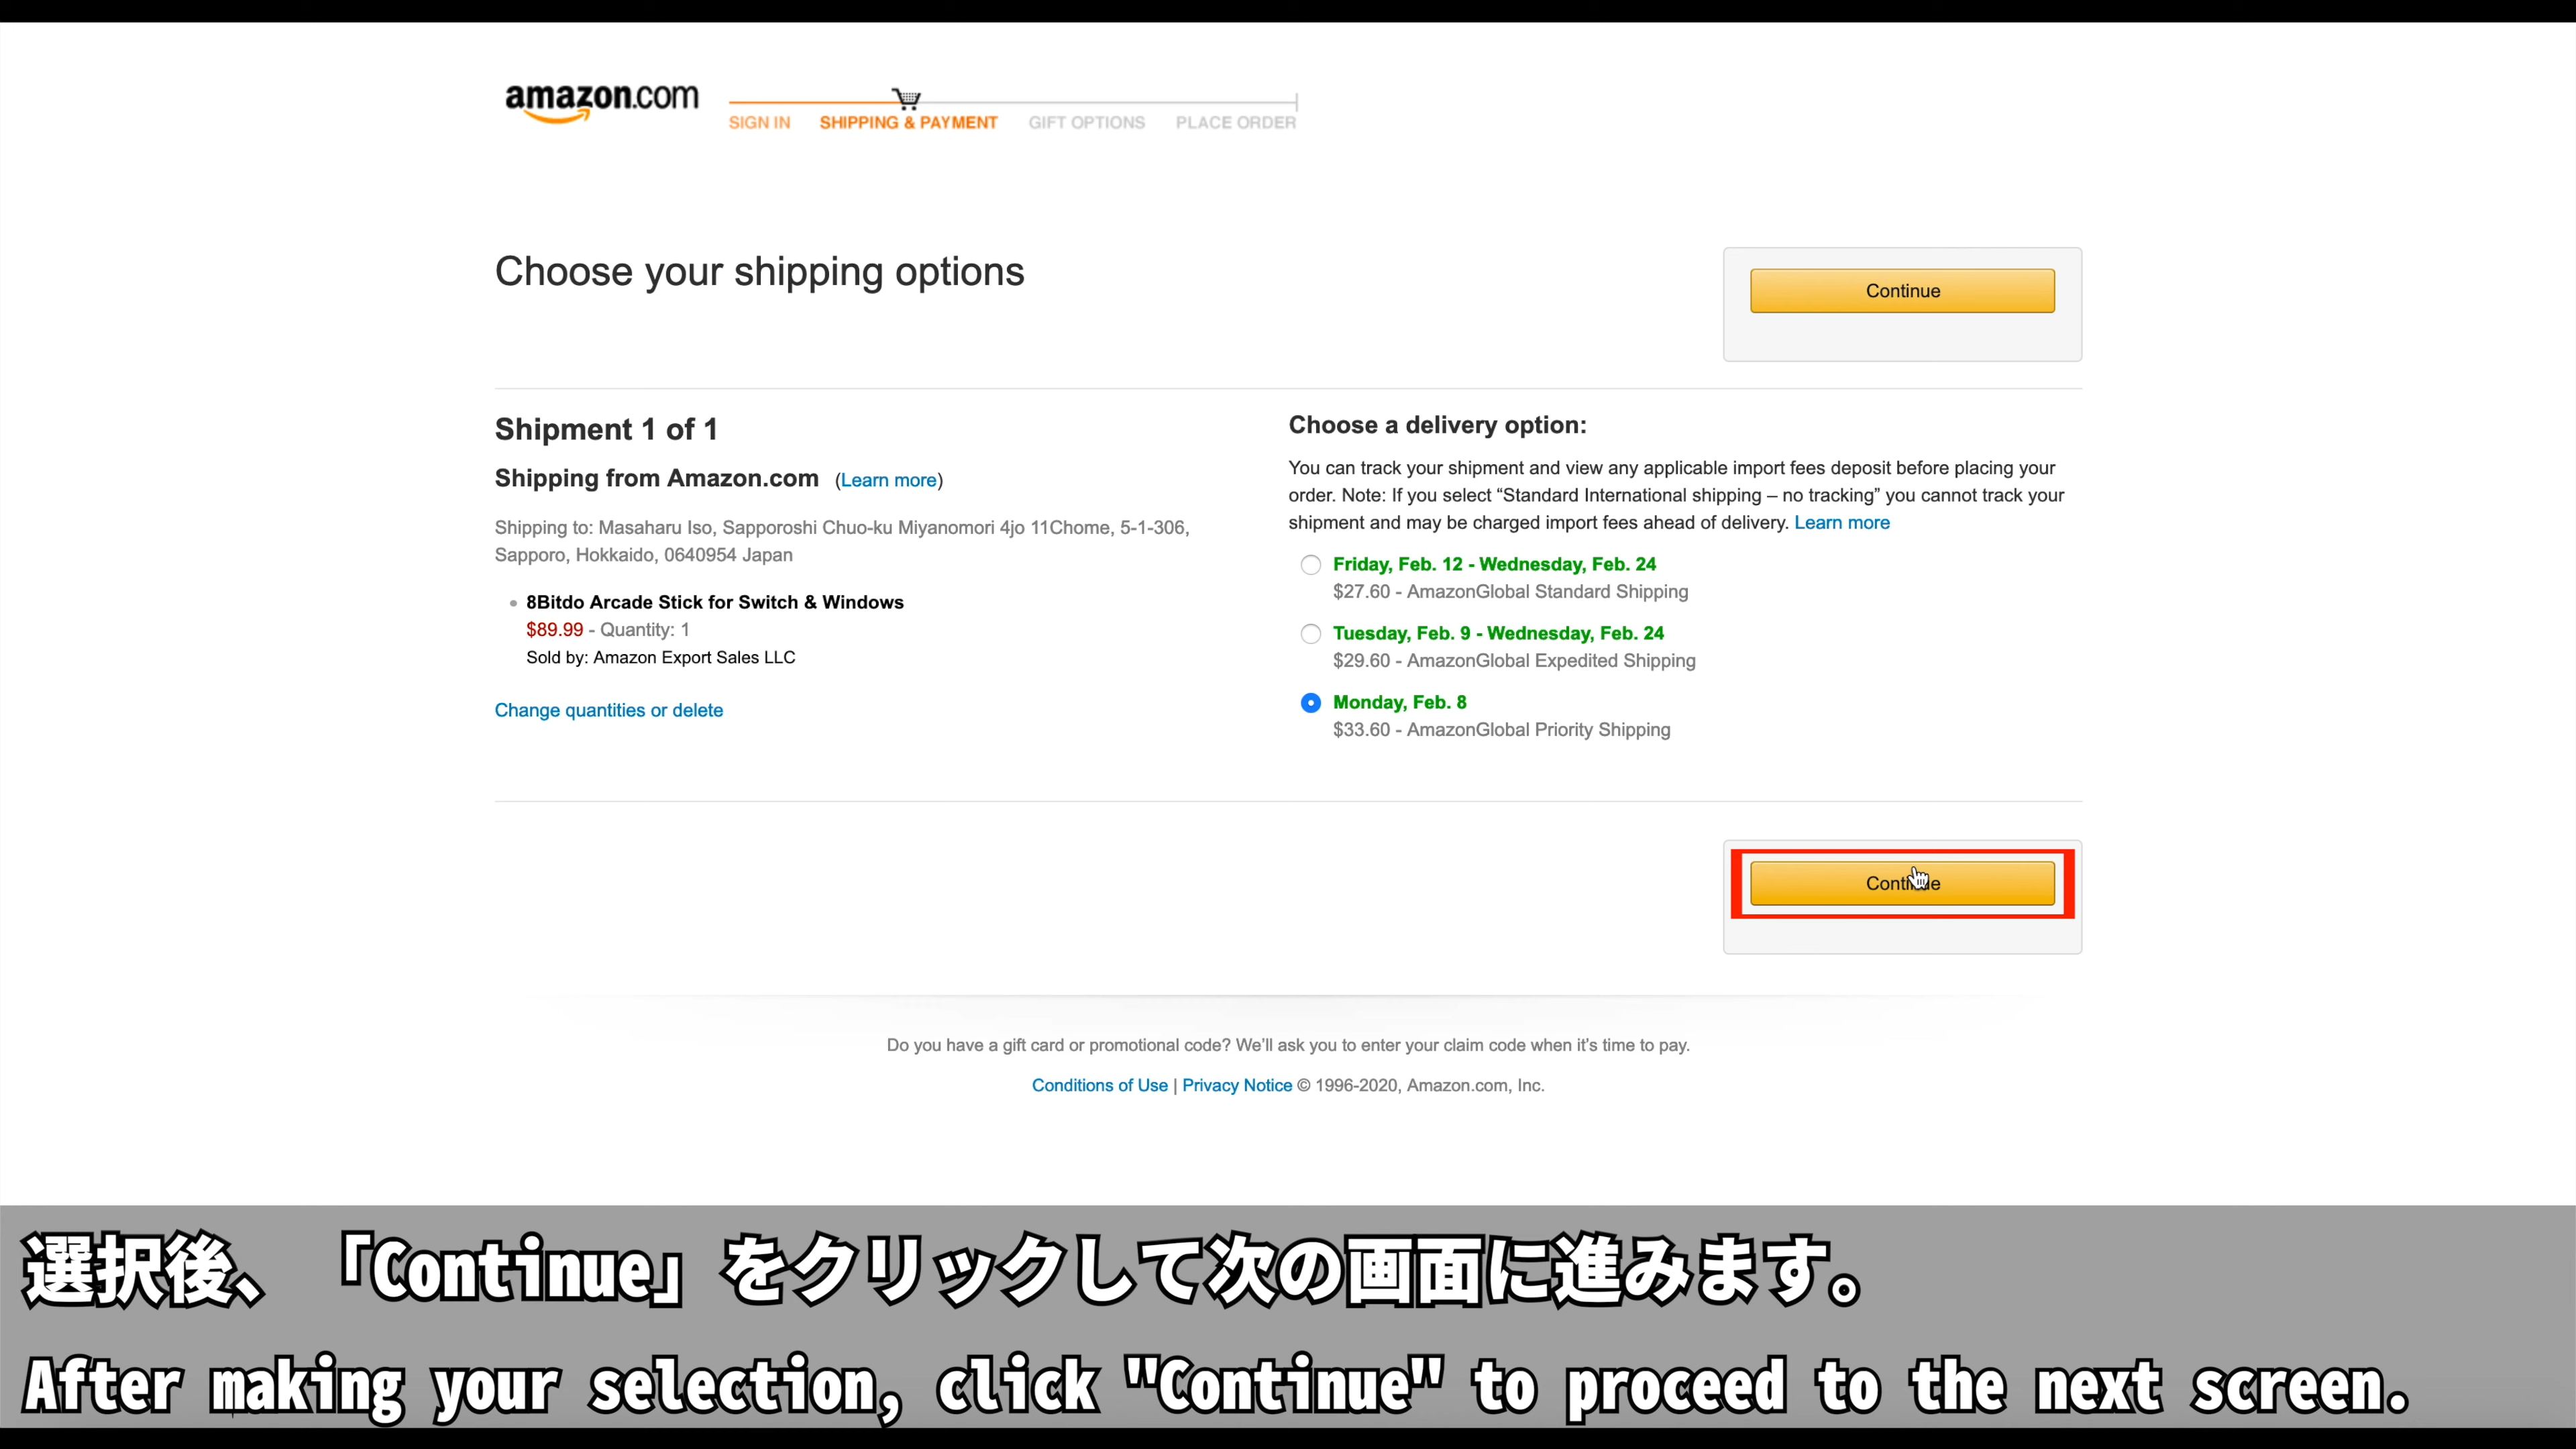 amazon.com
SIGN IN SHIPPING & PAYMENT GIFT OPTIONS PLACE ORDER
Choose your shipping options
Continue
Shipment 1 of 1
Shipping from Amazon.com (Learn more)
Shipping to: Masaharu Iso, Sapporoshi Chuo-ku Miyanomori 4jo 11Chome, 5-1-306,
Sapporo, Hokkaido, 0640954 Japan
8Bitdo Arcade Stick for Switch & Windows
$89.99 - Quantity: 1
Sold by: Amazon Export Sales LLC
Change quantities or delete
Choose a delivery option:
You can track your shipment and view any applicable import fees deposit before placing your
order. Note: If you select “Standard International shipping – no tracking” you cannot track your
shipment and may be charged import fees ahead of delivery. Learn more
Friday, Feb. 12 - Wednesday, Feb. 24
$27.60 - AmazonGlobal Standard Shipping
Tuesday, Feb. 9 - Wednesday, Feb. 24
$29.60 - AmazonGlobal Expedited Shipping
Monday, Feb. 8
$33.60 - AmazonGlobal Priority Shipping
Continue
Do you have a gift card or promotional code? We'll ask you to enter your claim code when it's time to pay.
Conditions of Use | Privacy Notice © 1996-2020, Amazon.com, Inc.
選択後、「Continue」をクリックして次の画面に進みます。
After making your selection, click "Continue" to proceed to the next screen.